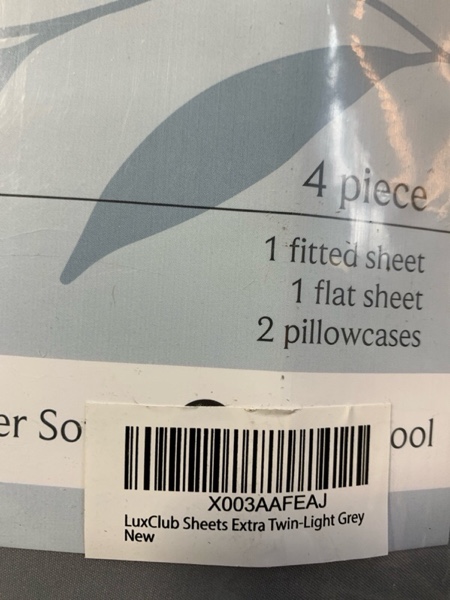 4 piece
1 fitted sheet
1 flat sheet
2 pillowcases
er So
ool
X003AAFEAJ
LuxClub Sheets Extra Twin-Light Grey
New